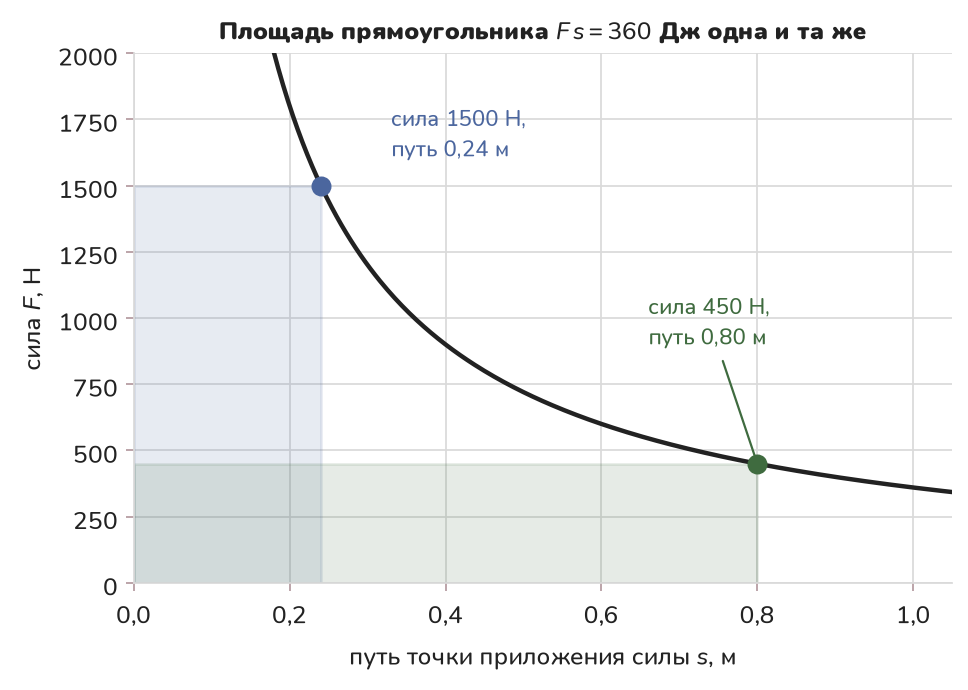 Площадь прямоугольника Fs = 360 Дж одна и та же
2000
1750
1500
1250
1000
750
500
250
0
сила F, Н
сила 1500 Н,
путь 0,24 м
сила 450 Н,
путь 0,80 м
0,0 0,2 0,4 0,6 0,8 1,0
путь точки приложения силы s, м